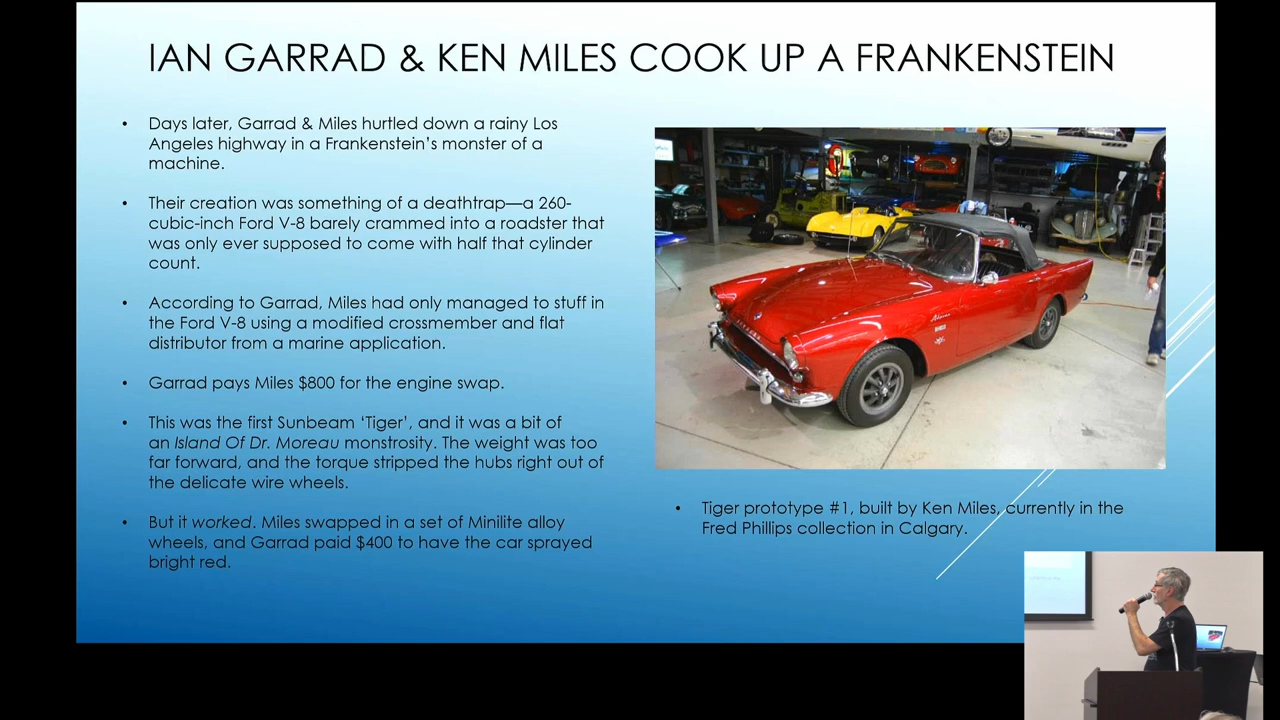 IAN GARRAD & KEN MILES COOK UP A FRANKENSTEIN
• Days later, Garrad & Miles hurtled down a rainy Los
Angeles highway in a Frankenstein's monster of a
machine.
• Their creation was something of a deathtrap—a 260-
cubic-inch Ford V-8 barely crammed into a roadster that
was only ever supposed to come with half that cylinder
count.
• According to Garrad, Miles had only managed to stuff in
the Ford V-8 using a modified crossmember and flat
distributor from a marine application.
• Garrad pays Miles $800 for the engine swap.
• This was the first Sunbeam ‘Tiger’, and it was a bit of
an Island Of Dr. Moreau monstrosity. The weight was too
far forward, and the torque stripped the hubs right out of
the delicate wire wheels.
• But it worked. Miles swapped in a set of Minilite alloy
wheels, and Garrad paid $400 to have the car sprayed
bright red.
• Tiger prototype #1, built by Ken Miles, currently in the
Fred Phillips collection in Calgary.